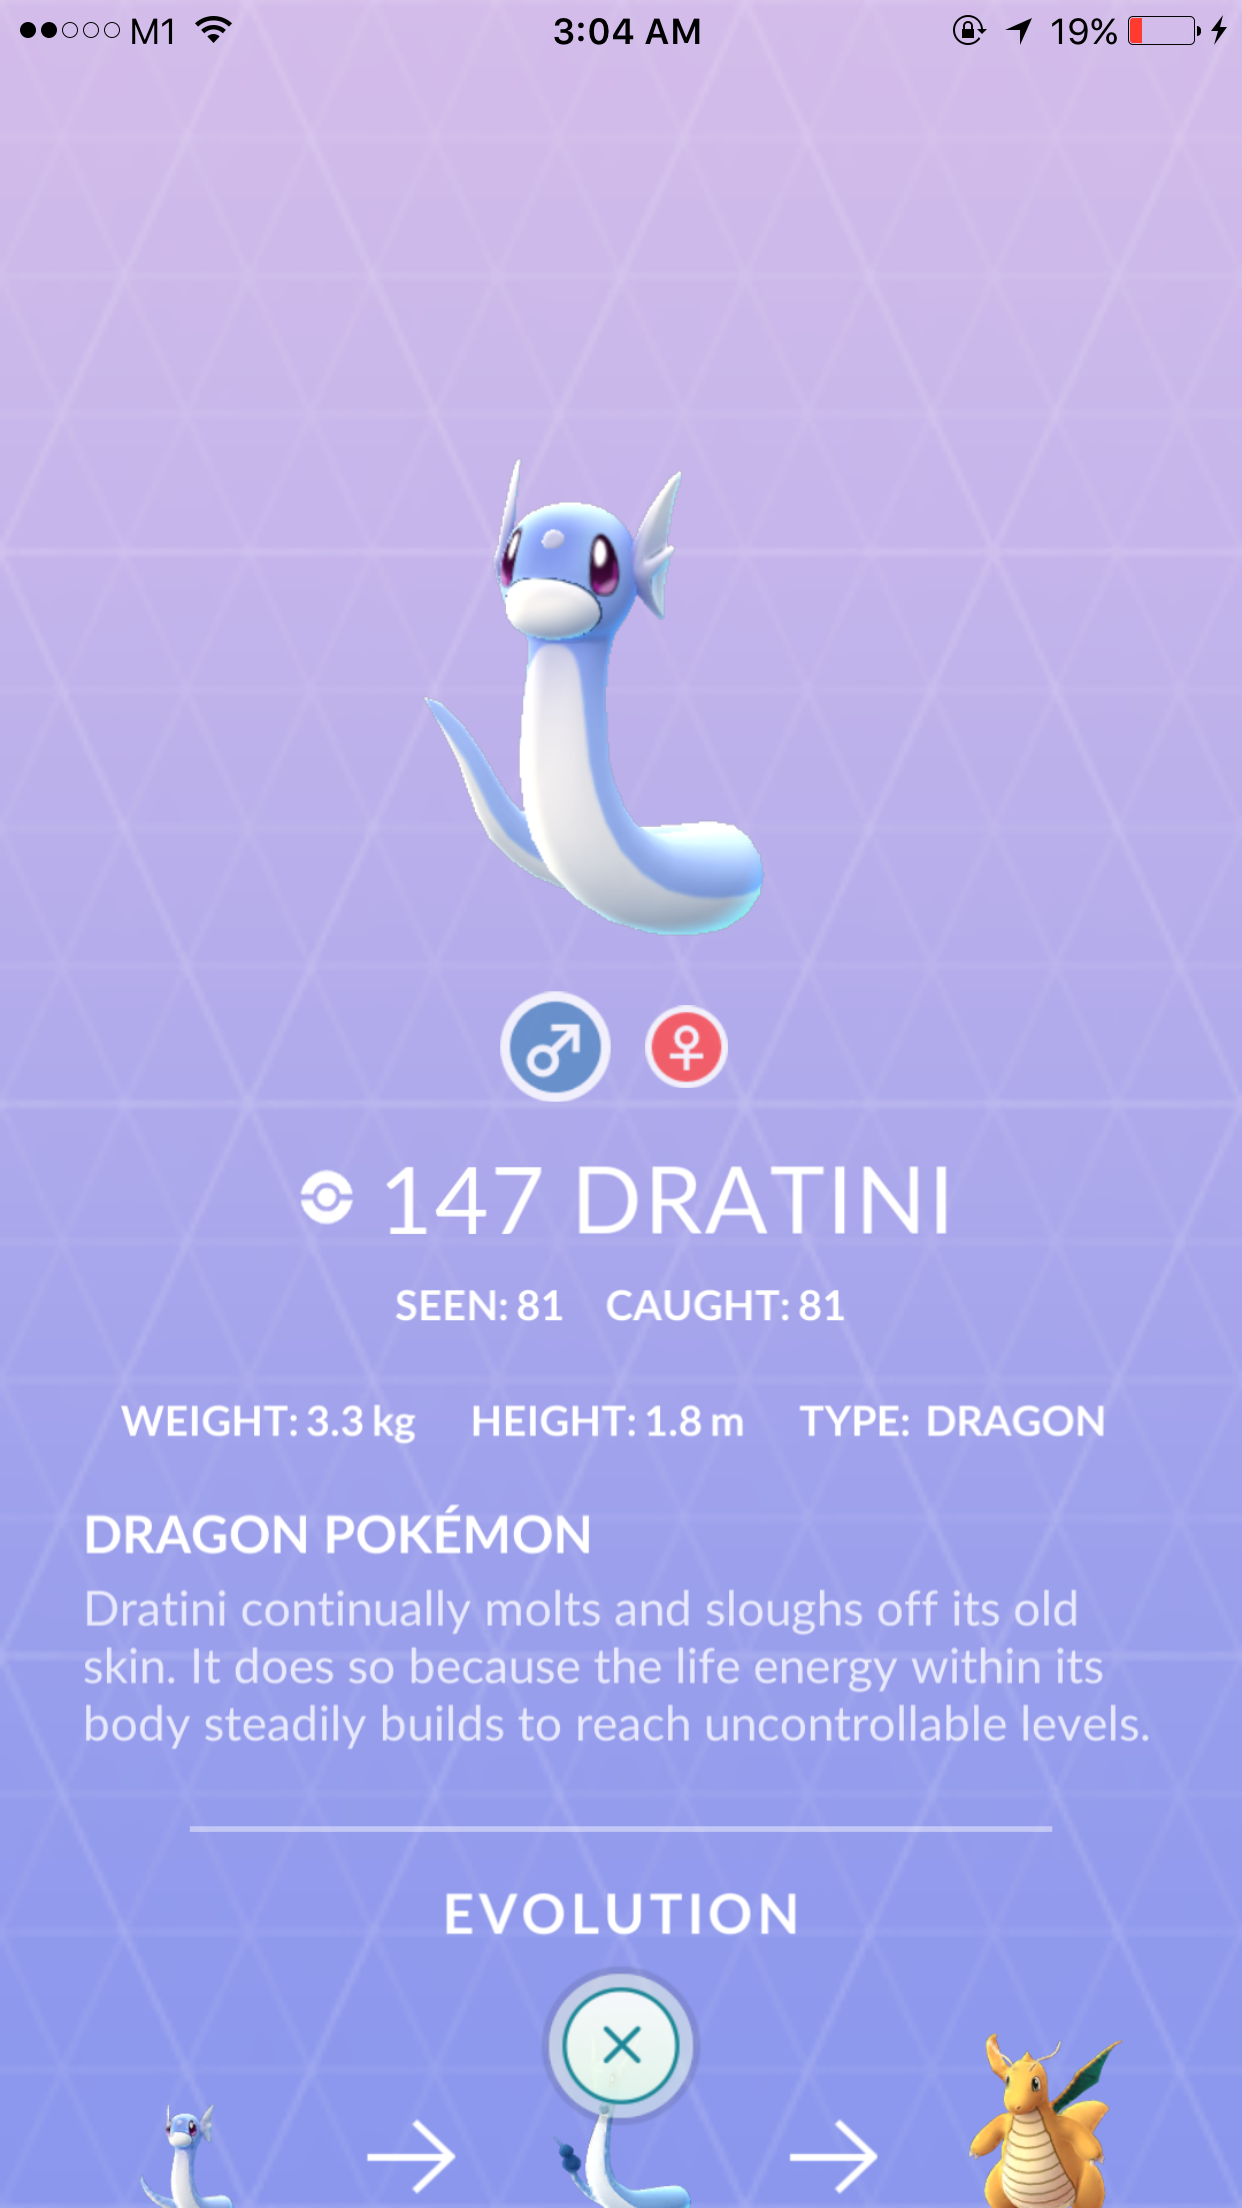 M1 3:04 AM 19%
147 DRATINI
SEEN: 81 CAUGHT: 81
WEIGHT: 3.3 kg HEIGHT: 1.8 m TYPE: DRAGON
DRAGON POKÉMON
Dratini continually molts and sloughs off its old
skin. It does so because the life energy within its
body steadily builds to reach uncontrollable levels.
EVOLUTION